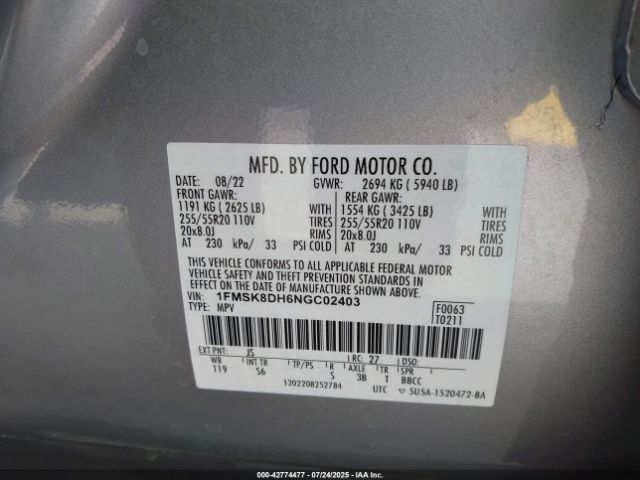 MFD. BY FORD MOTOR CO.
DATE: 08/22 GVWR: 2694 KG ( 5940 LB)
FRONT GAWR: REAR GAWR:
1191 KG ( 2625 LB) WITH 1554 KG ( 3425 LB) WITH
255/55R20 110V TIRES 255/55R20 110V TIRES
20x8.0J RIMS 20x8.0J RIMS
AT 230 kPa/ 33 PSI COLD AT 230 kPa/ 33 PSI COLD
THIS VEHICLE CONFORMS TO ALL APPLICABLE FEDERAL MOTOR
VEHICLE SAFETY AND THEFT PREVENTION STANDARDS IN
EFFECT ON THE DATE OF MANUFACTURE SHOWN ABOVE.
VIN: 1FMSK8DH6NGC02403
TYPE: MPV
F0063
T0211
EXT PNT: JS RC: 27 DSO:
WB INT TR TP/PS R AXLE TR SPR
119 S6 S 3B T BBCC
1202208252784 UTC ▽ 5USA-1520472-BA
© 42774477 - 07/24/2025 - IAA Inc.